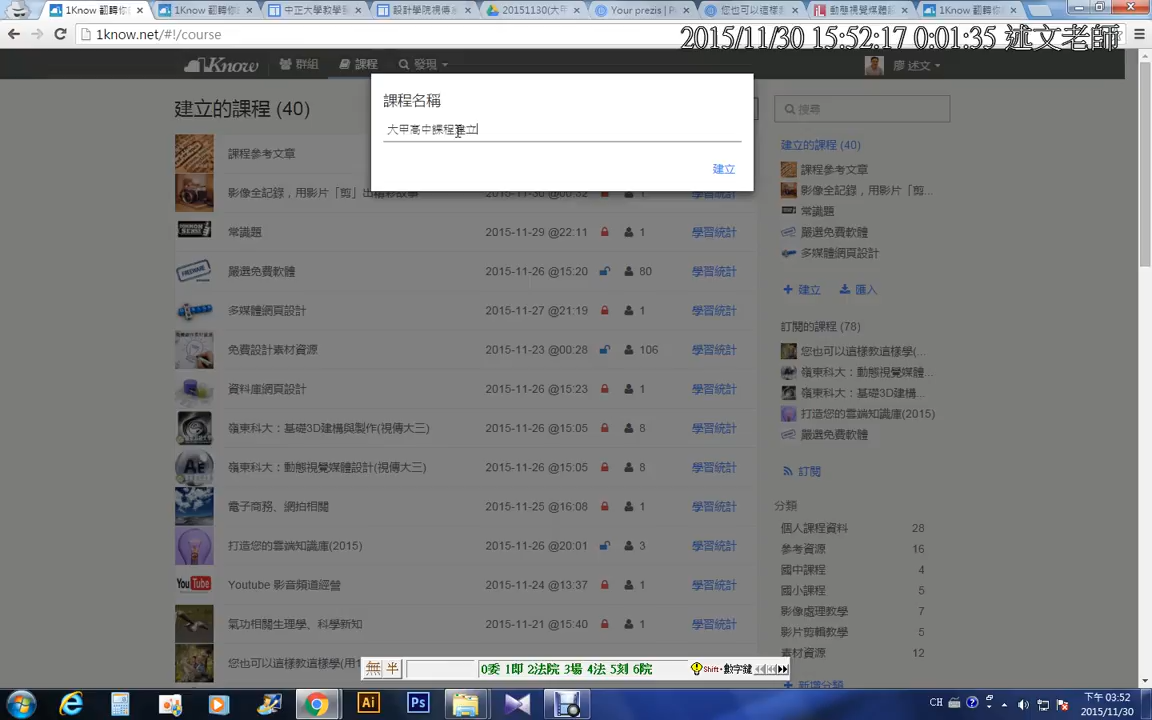 1Know 翻轉你
1Know 翻轉你
中正大學教學
設計學院視傳
20151130(大甲
Your prezis | P
您也可以這樣教
動態視覺媒體
1Know 翻轉你
1know.net/#!/course
2015/11/30 15:52:17 0:01:35 述文老師
1Know
群組
課程
發現
廖 述文
建立的課程 (40)
課程名稱
大甲高中課程建立
建立
搜尋
課程參考文章
影像全記錄，用影片「剪」出精彩故事 2015-11-30 @00:32 1 學習統計
常識題 2015-11-29 @22:11 1 學習統計
嚴選免費軟體 2015-11-26 @15:20 80 學習統計
多媒體網頁設計 2015-11-27 @21:19 1 學習統計
免費設計素材資源 2015-11-23 @00:28 106 學習統計
資料庫網頁設計 2015-11-26 @15:23 1 學習統計
嶺東科大：基礎3D建構與製作(視傳大三) 2015-11-26 @15:05 8 學習統計
嶺東科大：動態視覺媒體設計(視傳大三) 2015-11-26 @15:05 8 學習統計
電子商務、網拍相關 2015-11-25 @16:08 1 學習統計
打造您的雲端知識庫(2015) 2015-11-26 @20:01 3 學習統計
Youtube 影音頻道經營 2015-11-24 @13:37 1 學習統計
氣功相關生理學、科學新知 2015-11-21 @15:40 1 學習統計
您也可以這樣教這樣學(用1
建立的課程 (40)
課程參考文章
影像全記錄，用影片「剪...
常識題
嚴選免費軟體
多媒體網頁設計
建立
匯入
訂閱的課程 (78)
您也可以這樣教這樣學(...
嶺東科大：動態視覺媒體...
嶺東科大：基礎3D建構...
打造您的雲端知識庫(2015)
嚴選免費軟體
訂閱
分類
個人課程資料 28
參考資源 16
國中課程 4
國小課程 5
影像處理教學 7
影片剪輯教學 5
素材資源 12
新增分類
無 半
0委 1即 2法院 3場 4法 5刻 6院
Shift+數字鍵
Ai
Ps
CH
下午 03:52
2015/11/30